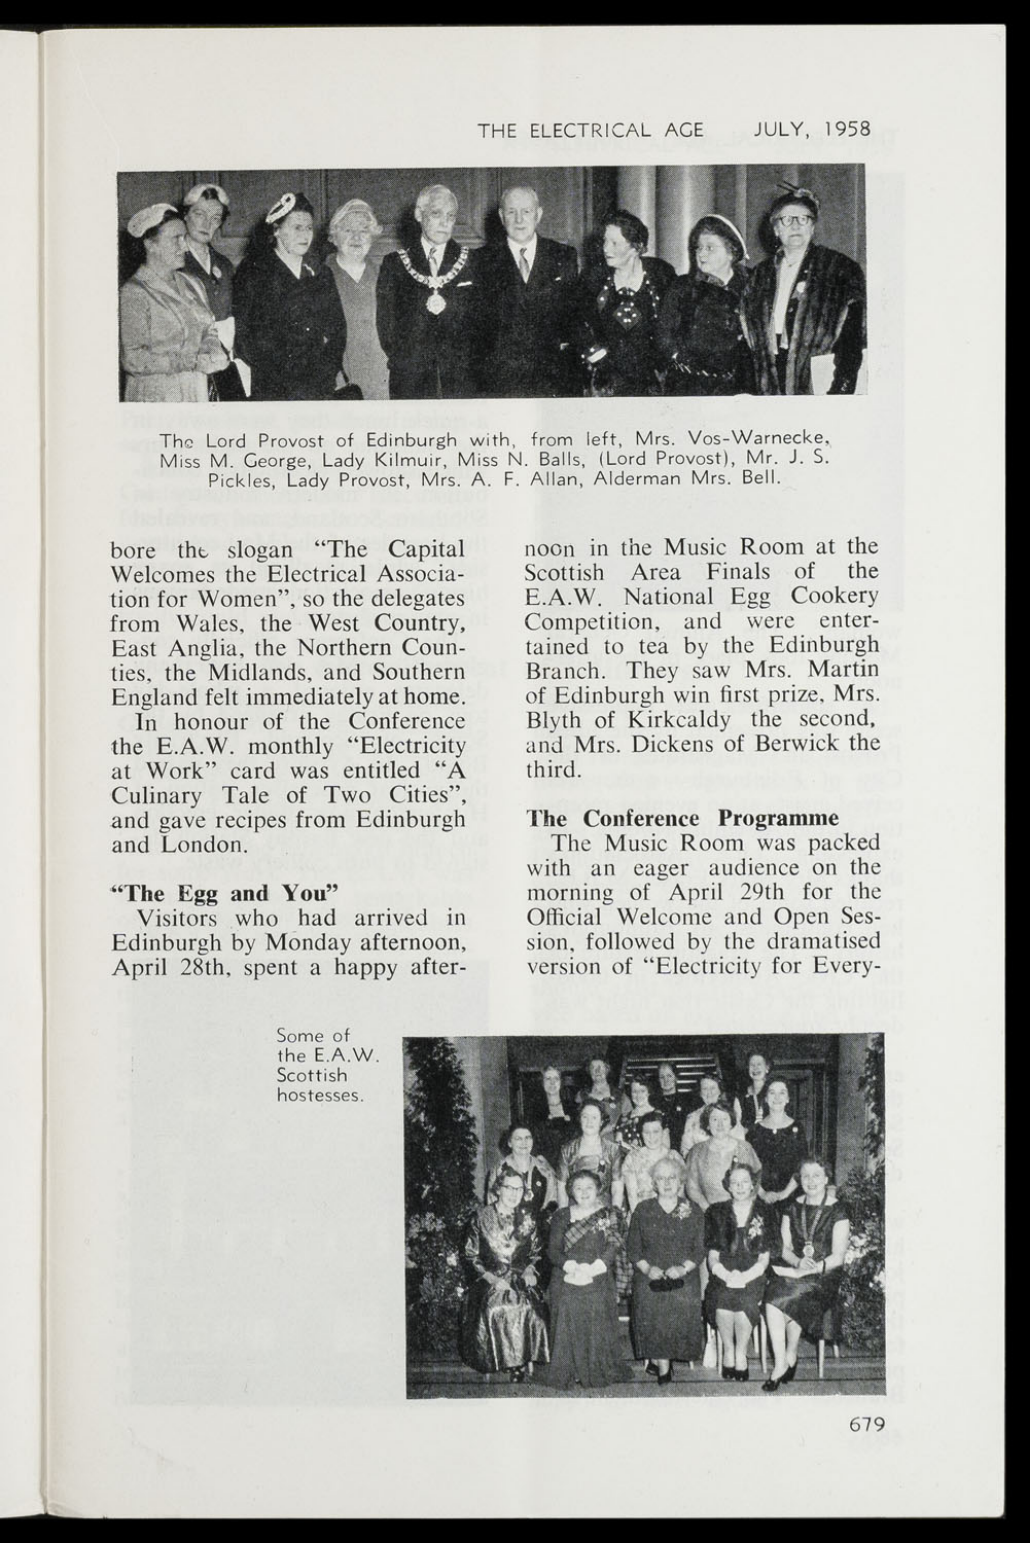 THE ELECTRICAL AGE JULY, 1958
The Lord Provost of Edinburgh with, from left, Mrs. Vos-Warnecke,
Miss M. George, Lady Kilmuir, Miss N. Balls, (Lord Provost), Mr. J. S.
Pickles, Lady Provost, Mrs. A. F. Allan, Alderman Mrs. Bell.
bore the slogan “The Capital
Welcomes the Electrical Associa-
tion for Women”, so the delegates
from Wales, the West Country,
East Anglia, the Northern Coun-
ties, the Midlands, and Southern
England felt immediately at home.
In honour of the Conference
the E.A.W. monthly “Electricity
at Work” card was entitled “A
Culinary Tale of Two Cities”,
and gave recipes from Edinburgh
and London.
“The Egg and You”
Visitors who had arrived in
Edinburgh by Monday afternoon,
April 28th, spent a happy after-
noon in the Music Room at the
Scottish Area Finals of the
E.A.W. National Egg Cookery
Competition, and were enter-
tained to tea by the Edinburgh
Branch. They saw Mrs. Martin
of Edinburgh win first prize, Mrs.
Blyth of Kirkcaldy the second,
and Mrs. Dickens of Berwick the
third.
The Conference Programme
The Music Room was packed
with an eager audience on the
morning of April 29th for the
Official Welcome and Open Ses-
sion, followed by the dramatised
version of “Electricity for Every-
Some of
the E.A.W.
Scottish
hostesses.
679